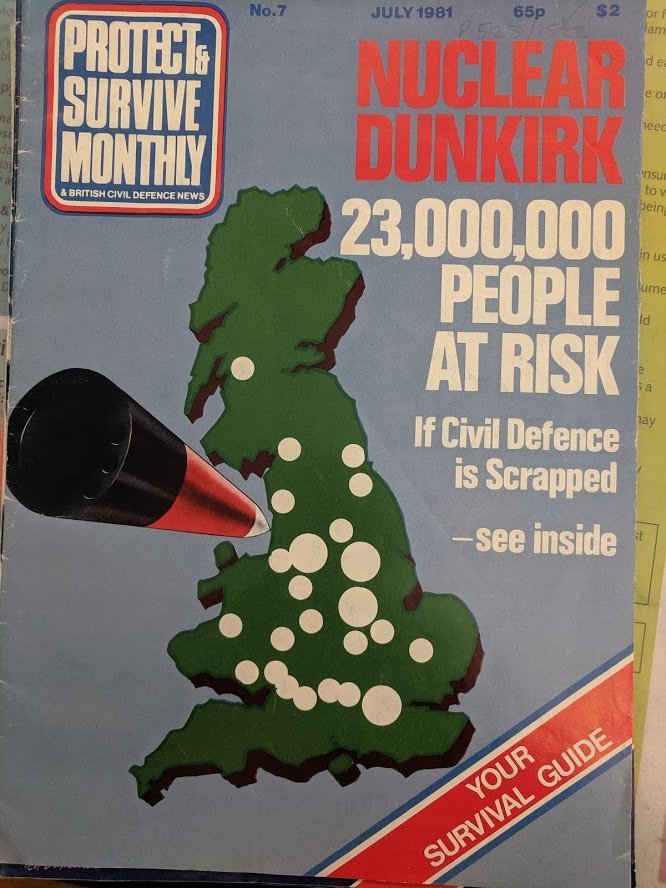 No.7 JULY 1981 65p $2
PROTECT &
SURVIVE
MONTHLY
& BRITISH CIVIL DEFENCE NEWS
NUCLEAR
DUNKIRK
23,000,000
PEOPLE
AT RISK
If Civil Defence
is Scrapped
–see inside
YOUR
SURVIVAL GUIDE